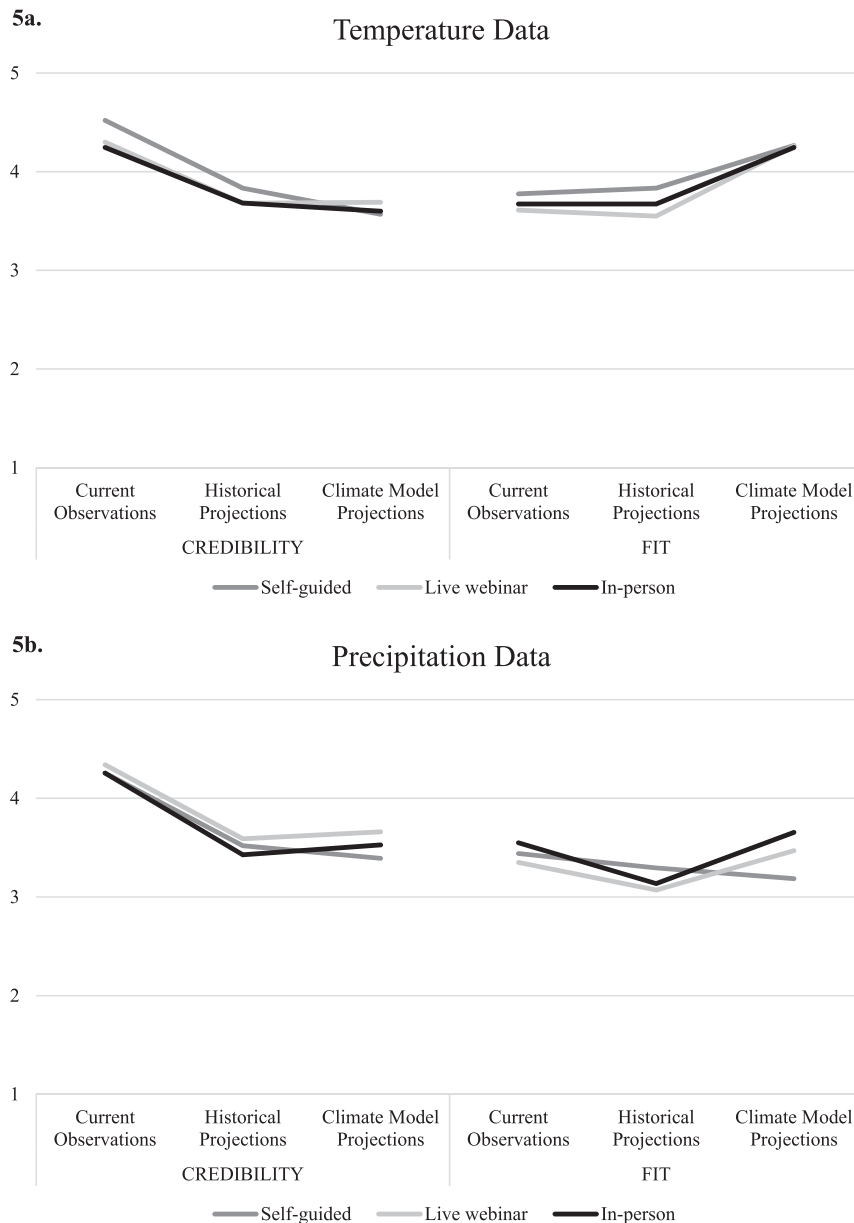 5a.
Temperature Data
5
4
3
2
1
Current Observations
Historical Projections
Climate Model Projections
Current Observations
Historical Projections
Climate Model Projections
CREDIBILITY
FIT
Self-guided
Live webinar
In-person
5b.
Precipitation Data
5
4
3
2
1
Current Observations
Historical Projections
Climate Model Projections
Current Observations
Historical Projections
Climate Model Projections
CREDIBILITY
FIT
Self-guided
Live webinar
In-person